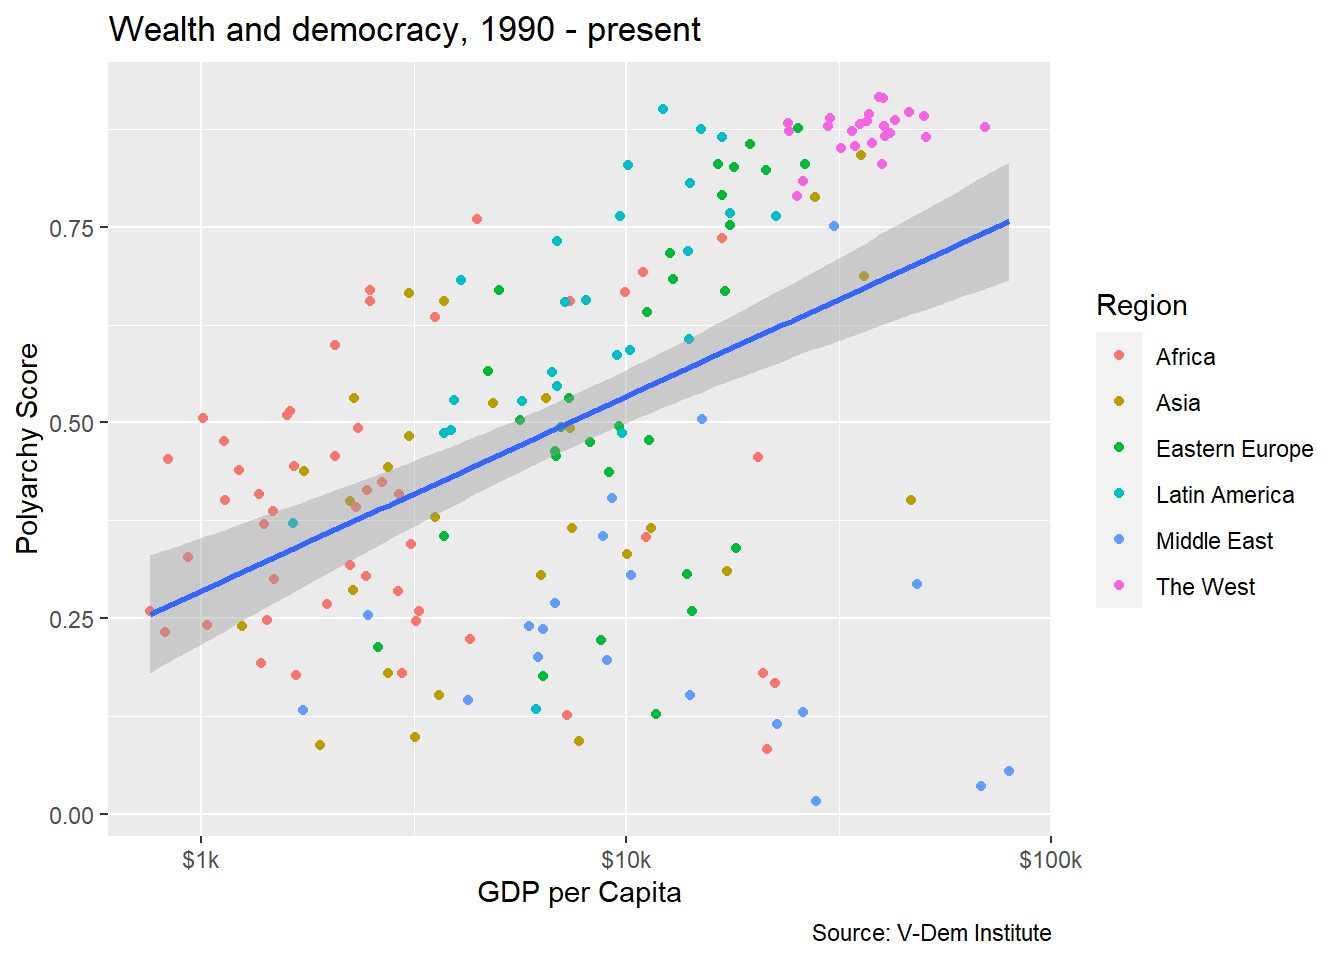 Wealth and democracy, 1990 - present
Polyarchy Score
0.75
0.50
0.25
0.00
$1k
$10k
$100k
GDP per Capita
Region
Africa
Asia
Eastern Europe
Latin America
Middle East
The West
Source: V-Dem Institute